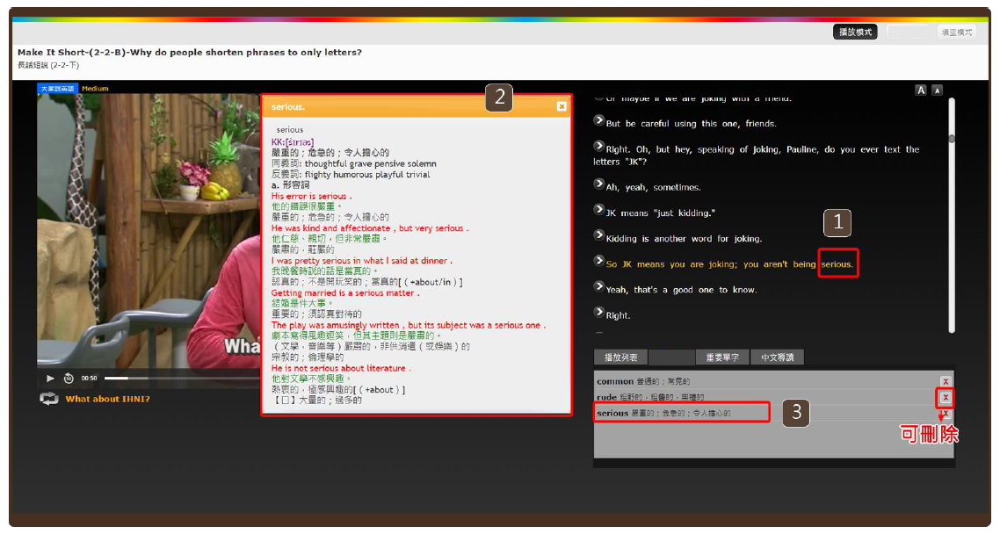 播放模式
填空模式
Make It Short-(2-2-B)-Why do people shorten phrases to only letters?
長話短說 (2-2-下)
大家說英語 Medium
2
serious.
x
serious
KK:[sɪrɪəs]
嚴重的；危急的；令人擔心的
同義詞: thoughtful grave pensive solemn
反義詞: flighty humorous playful trivial
a. 形容詞
His error is serious .
他的錯誤很嚴重。
嚴重的；危急的；令人擔心的
He was kind and affectionate , but very serious .
他仁慈、親切，但非常嚴肅。
嚴肅的，莊嚴的
I was pretty serious in what I said at dinner .
我晚餐時說的話是當真的。
認真的；不是開玩笑的；當真的[（+about/in）]
Getting married is a serious matter .
結婚是件大事。
重要的；須認真對待的
The play was amusingly written , but its subject was a serious one .
劇本寫得風趣逗笑，但其主題則是嚴肅的。
（文學，音樂等）嚴肅的，非供消遣（或娛樂）的
宗教的；倫理學的
He is not serious about literature .
他對文學不感興趣。
熱衷的，極感興趣的[（+about）]
【口】大量的；過多的
Wha
10
00:50
What about IHNI?
A A
Or maybe if we are joking with a friend.
But be careful using this one, friends.
Right. Oh, but hey, speaking of joking, Pauline, do you ever text the
letters "JK"?
Ah, yeah, sometimes.
JK means "just kidding."
1
Kidding is another word for joking.
So JK means you are joking; you aren't being serious.
Yeah, that's a good one to know.
Right.
播放列表
重要單字
中文導讀
common 普通的；常見的 X
rude 粗野的，粗魯的，無禮的 X
serious 嚴重的；危急的；令人擔心的 X
3
可刪除